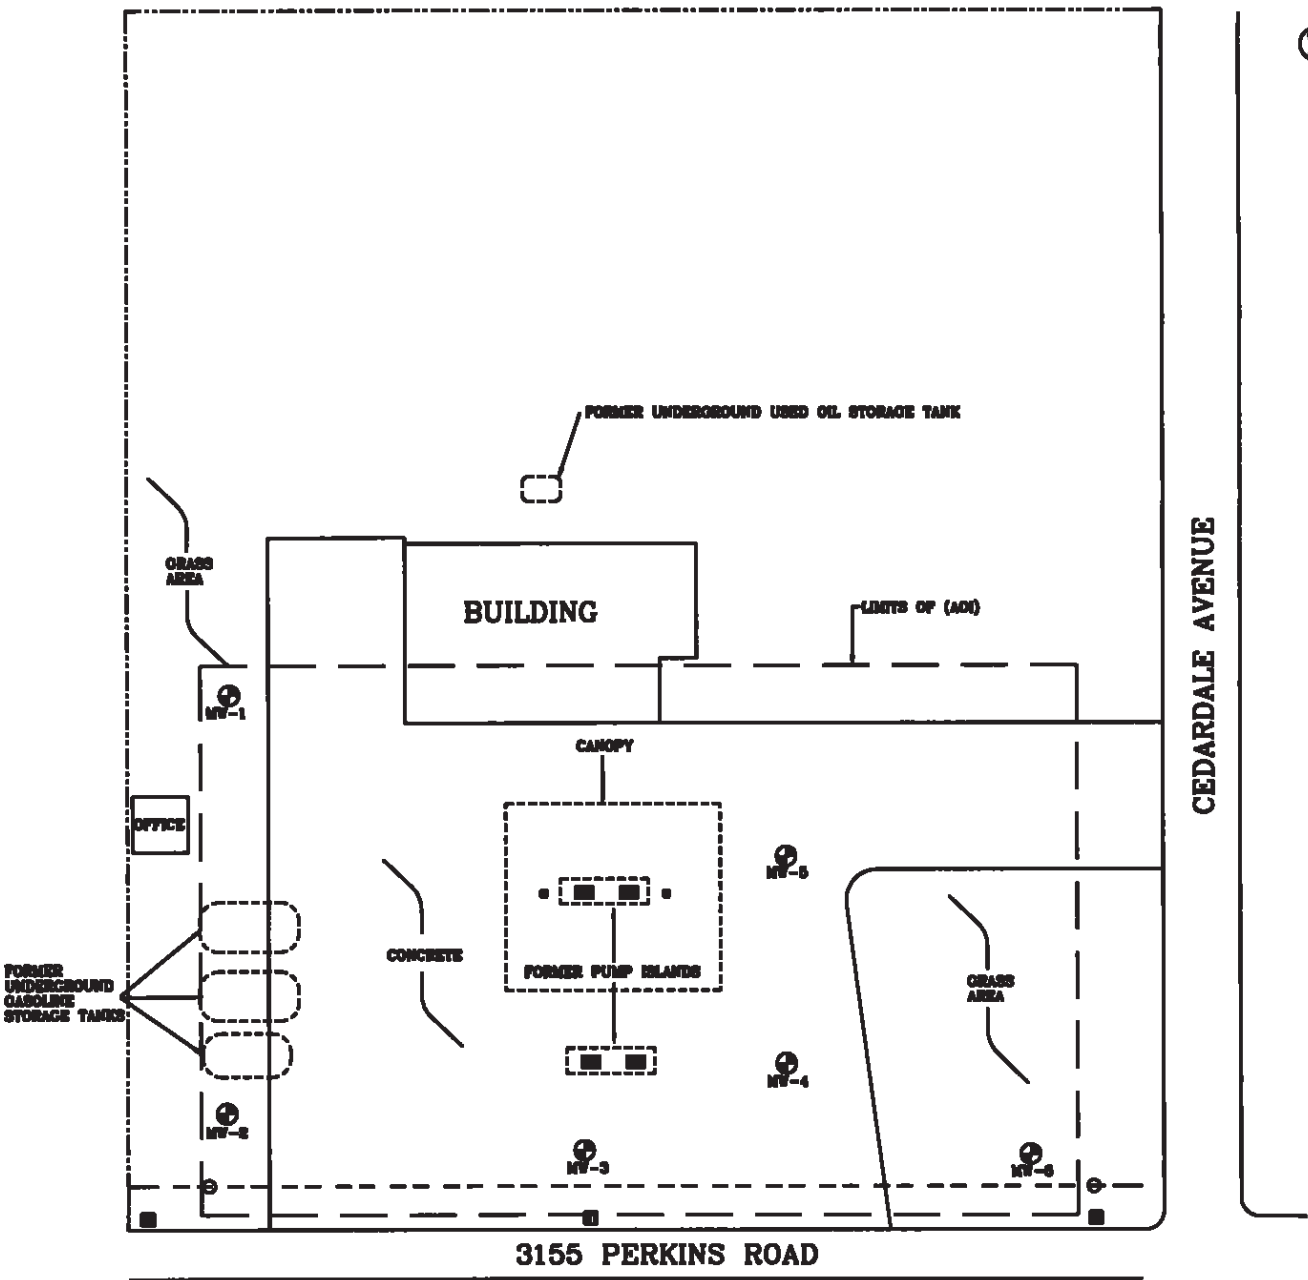 FORMER UNDERGROUND USED OIL STORAGE TANK
GRASS
AREA
BUILDING
LIMITS OF (AOI)
CEDARDALE AVENUE
MW-1
CANOPY
OFFICE
MW-5
CONCRETE
FORMER PUMP ISLANDS
FORMER
UNDERGROUND
GASOLINE
STORAGE TANKS
GRASS
AREA
MW-4
MW-2
MW-3
MW-6
3155 PERKINS ROAD